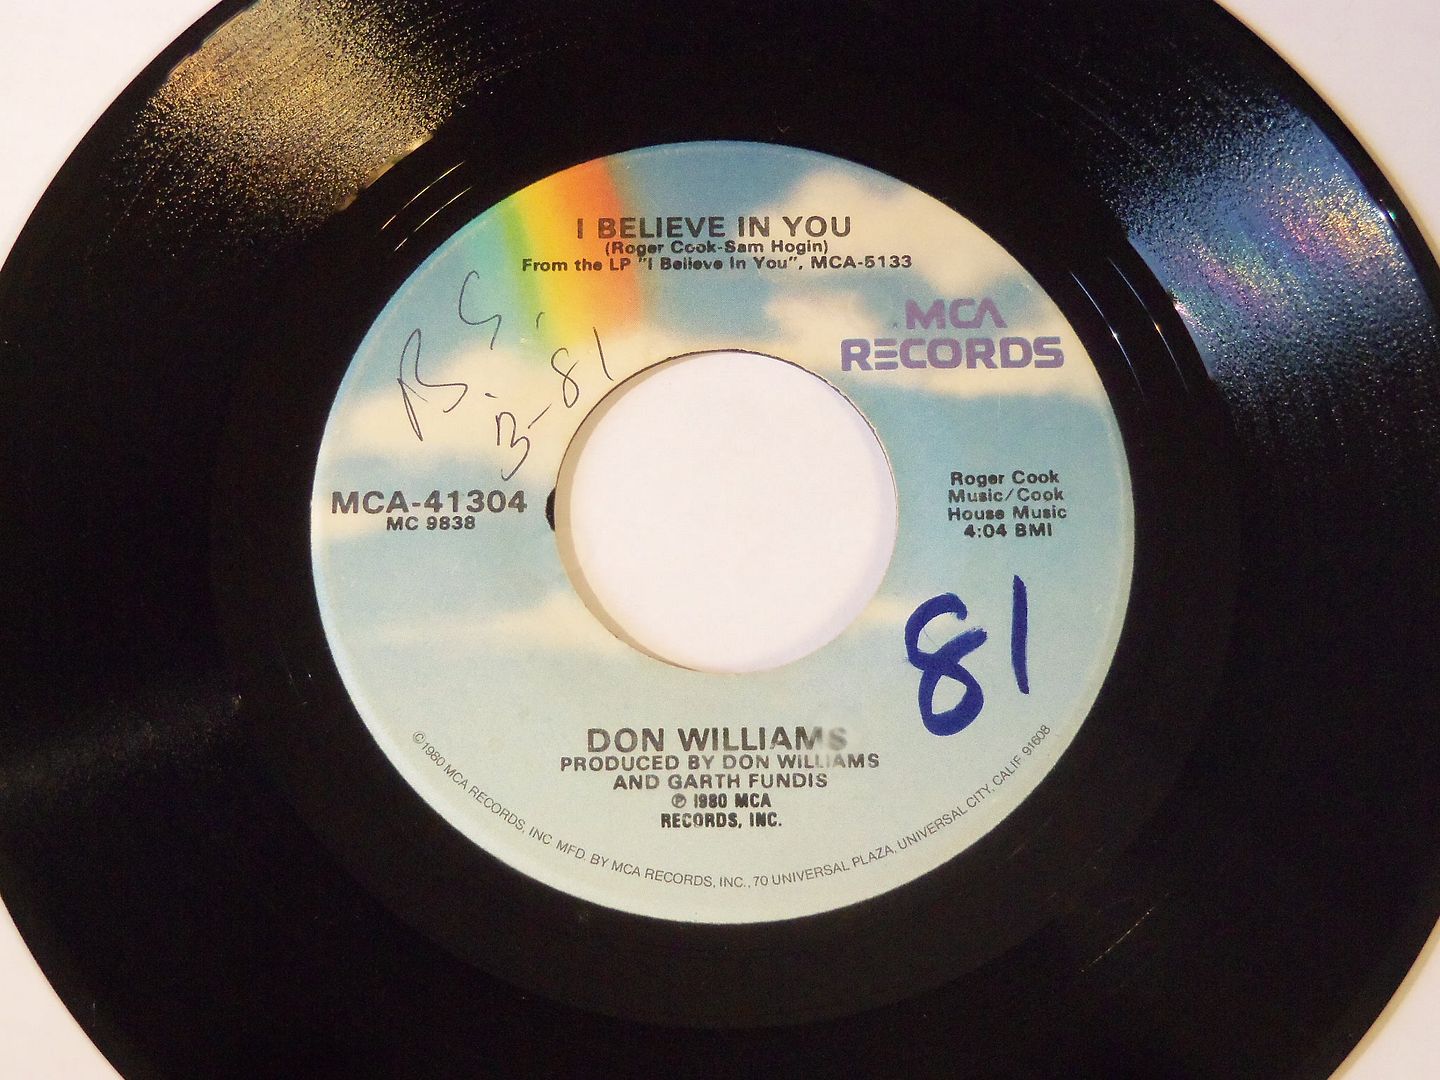 I BELIEVE IN YOU
(Roger Cook-Sam Hogin)
From the LP "I Believe In You", MCA-5133
MCA
RECORDS
B.G.
3-81
MCA-41304
MC 9838
Roger Cook
Music/Cook
House Music
4:04 BMI
81
DON WILLIAMS
PRODUCED BY DON WILLIAMS
AND GARTH FUNDIS
℗ 1980 MCA
RECORDS, INC.
©1980 MCA RECORDS, INC MFD. BY MCA RECORDS, INC., 70 UNIVERSAL PLAZA, UNIVERSAL CITY, CALIF. 91608